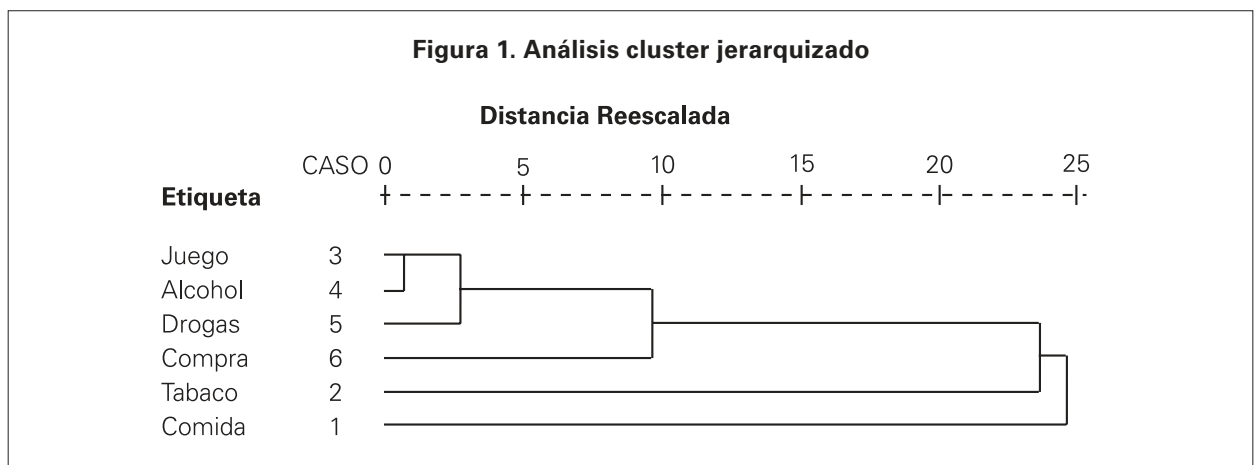 Figura 1. Análisis cluster jerarquizado
Distancia Reescalada
CASO 0 5 10 15 20 25
Etiqueta
Juego 3
Alcohol 4
Drogas 5
Compra 6
Tabaco 2
Comida 1